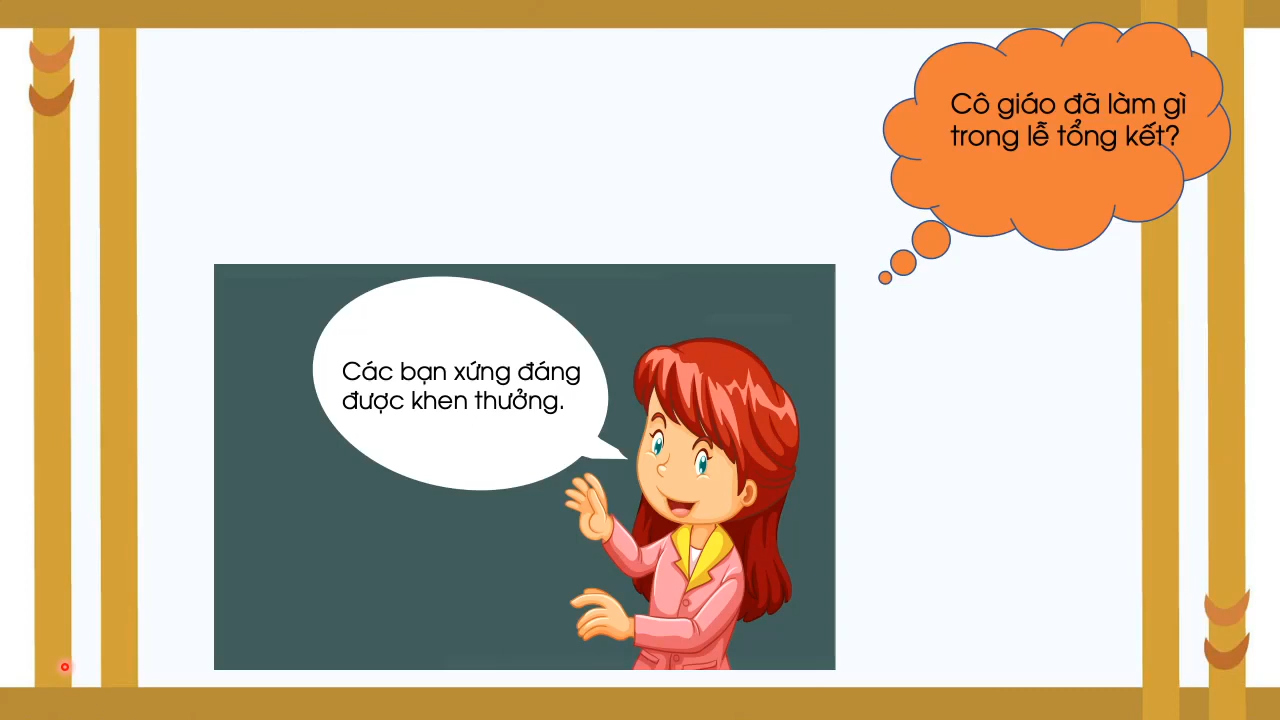 Cô giáo đã làm gì
trong lễ tổng kết?
Các bạn xứng đáng
được khen thưởng.